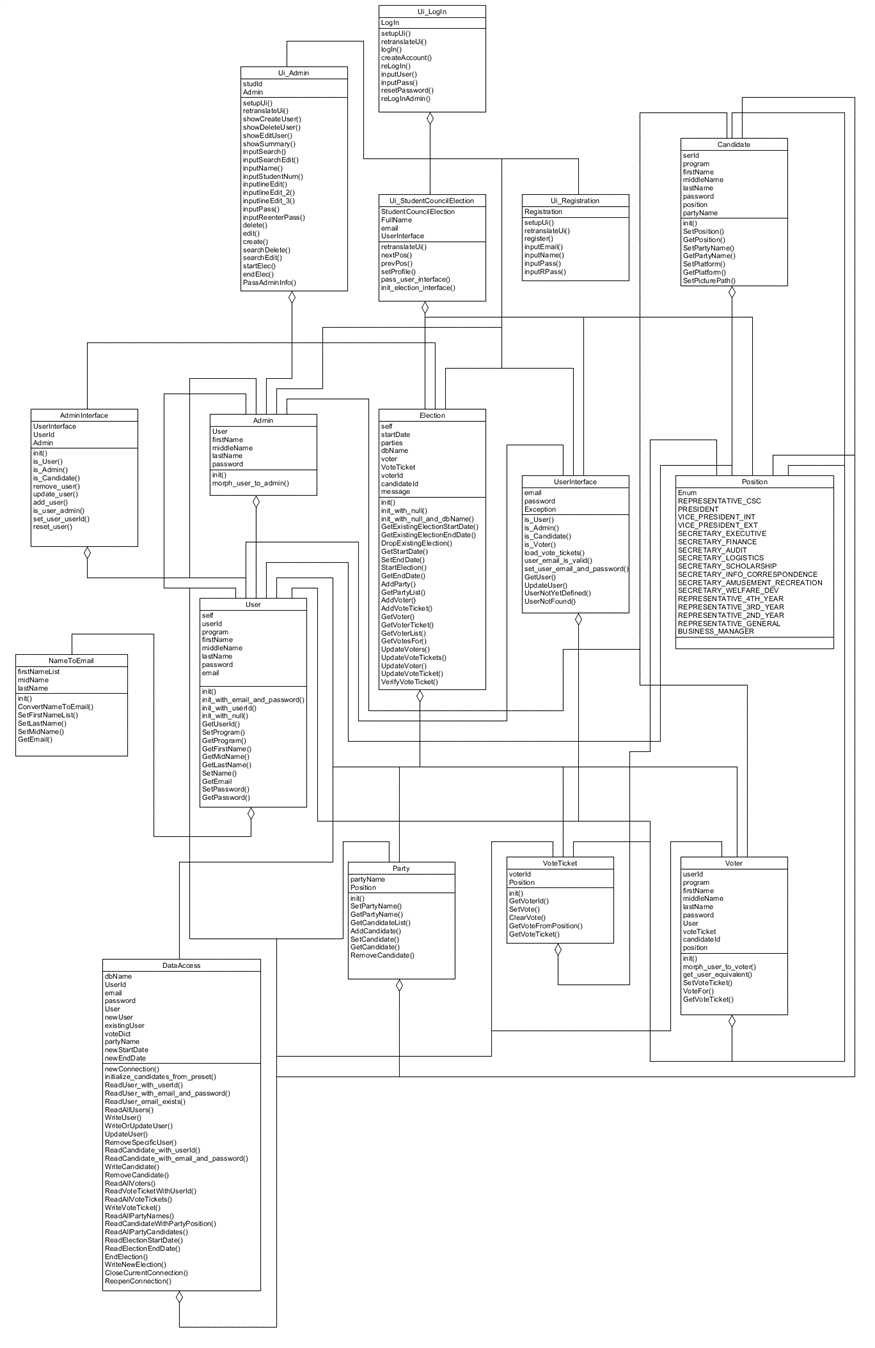 Ui_LogIn
LogIn
setupUi()
retranslateUi()
logIn()
createAccount()
reLogIn()
inputUser()
inputPass()
resetPassword()
reLogInAdmin()
Ui_Admin
studId
Admin
setupUi()
retranslateUi()
showCreateUser()
showDeleteUser()
showEditUser()
showSummary()
inputSearch()
inputSearchEdit()
inputName()
inputStudentNum()
inputlineEdit()
inputlineEdit_2()
inputlineEdit_3()
inputPass()
inputReenterPass()
delete()
edit()
create()
searchDelete()
searchEdit()
startElec()
endElec()
PassAdminInfo()
Ui_StudentCouncilElection
StudentCouncilElection
FullName
email
UserInterface
retranslateUi()
nextPos()
prevPos()
setProfile()
pass_user_interface()
init_election_interface()
Ui_Registration
Registration
setupUi()
retranslateUi()
register()
inputEmail()
inputName()
inputPass()
inputRPass()
Candidate
serId
program
firstName
middleName
lastName
password
position
partyName
init()
SetPosition()
GetPosition()
SetPartyName()
GetPartyName()
SetPlatform()
GetPlatform()
SetPicturePath()
AdminInterface
UserInterface
UserId
Admin
init()
is_User()
is_Admin()
is_Candidate()
remove_user()
update_user()
add_user()
is_user_admin()
set_user_userId()
reset_user()
Admin
User
firstName
middleName
lastName
password
init()
morph_user_to_admin()
Election
self
startDate
parties
dbName
voter
VoteTicket
voterId
candidateId
message
init()
init_with_null()
init_with_null_and_dbName()
GetExistingElectionStartDate()
GetExistingElectionEndDate()
DropExistingElection()
GetStartDate()
SetEndDate()
StartElection()
GetEndDate()
AddParty()
GetPartyList()
AddVoter()
AddVoteTicket()
GetVoter()
GetVoterTicket()
GetVoterList()
GetVotesFor()
UpdateVoters()
UpdateVoteTickets()
UpdateVoter()
UpdateVoteTicket()
VerifyVoteTicket()
UserInterface
email
password
Exception
is_User()
is_Admin()
is_Candidate()
is_Voter()
load_vote_tickets()
user_email_is_valid()
set_user_email_and_password()
GetUser()
UpdateUser()
UserNotYetDefined()
UserNotFound()
Position
Enum
REPRESENTATIVE_CSC
PRESIDENT
VICE_PRESIDENT_INT
VICE_PRESIDENT_EXT
SECRETARY_EXECUTIVE
SECRETARY_FINANCE
SECRETARY_AUDIT
SECRETARY_LOGISTICS
SECRETARY_SCHOLARSHIP
SECRETARY_INFO_CORRESPONDENCE
SECRETARY_AMUSEMENT_RECREATION
SECRETARY_WELFARE_DEV
REPRESENTATIVE_4TH_YEAR
REPRESENTATIVE_3RD_YEAR
REPRESENTATIVE_2ND_YEAR
REPRESENTATIVE_GENERAL
BUSINESS_MANAGER
User
self
userId
program
firstName
middleName
lastName
password
email
init()
init_with_email_and_password()
init_with_userId()
init_with_null()
GetUserId()
SetProgram()
GetProgram()
GetFirstName()
GetMidName()
GetLastName()
SetName()
GetEmail
SetPassword()
GetPassword()
NameToEmail
firstNameList
midName
lastName
init()
ConvertNameToEmail()
SetFirstNameList()
SetLastName()
SetMidName()
GetEmail()
Party
partyName
Position
init()
SetPartyName()
GetPartyName()
GetCandidateList()
AddCandidate()
SetCandidate()
GetCandidate()
RemoveCandidate()
VoteTicket
voterId
Position
init()
GetVoterId()
SetVote()
ClearVote()
GetVoteFromPosition()
GetVoteTicket()
Voter
userId
program
firstName
middleName
lastName
password
User
voteTicket
candidateId
position
init()
morph_user_to_voter()
get_user_equivalent()
SetVoteTicket()
VoteFor()
GetVoteTicket()
DataAccess
dbName
UserId
email
password
User
newUser
existingUser
voteDict
partyName
newStartDate
newEndDate
newConnection()
initialize_candidates_from_preset()
ReadUser_with_userId()
ReadUser_with_email_and_password()
ReadUser_email_exists()
ReadAllUsers()
WriteUser()
WriteOrUpdateUser()
UpdateUser()
RemoveSpecificUser()
ReadCandidate_with_userId()
ReadCandidate_with_email_and_password()
WriteCandidate()
RemoveCandidate()
ReadAllVoters()
ReadVoteTicketWithUserId()
ReadAllVoteTickets()
WriteVoteTicket()
ReadAllPartyNames()
ReadCandidateWithPartyPosition()
ReadAllPartyCandidates()
ReadElectionStartDate()
ReadElectionEndDate()
EndElection()
WriteNewElection()
CloseCurrentConnection()
ReopenConnection()